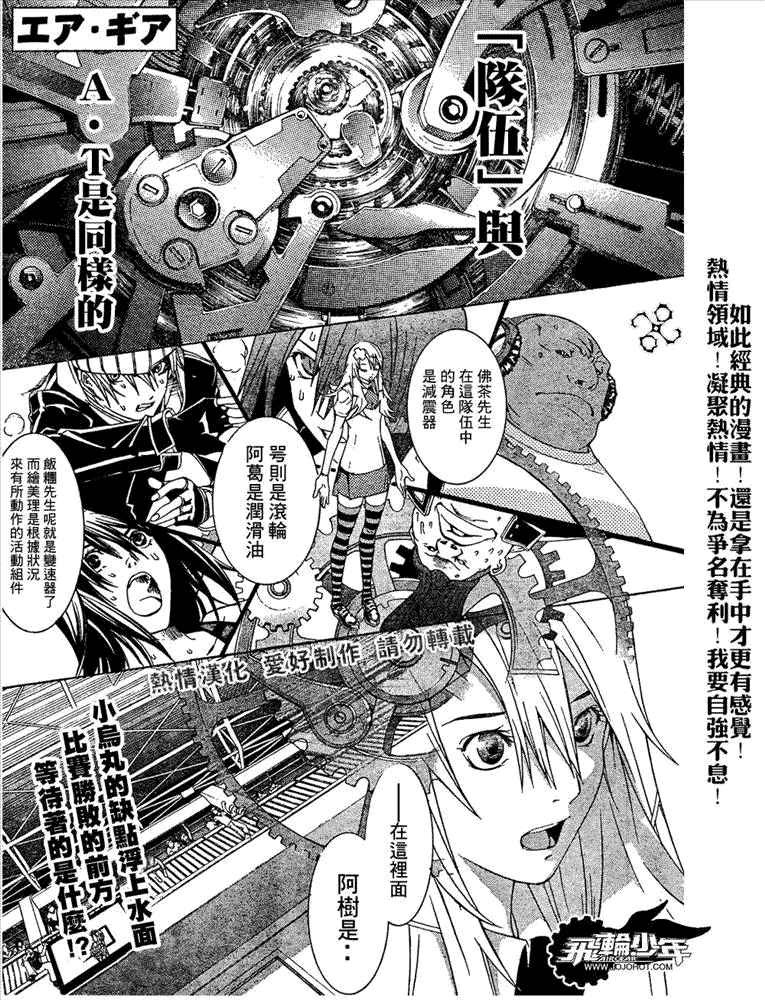 エア・ギア
「隊伍」與
A・T是同樣的
佛茶先生
在這隊伍中
的角色
是減震器
咢則是滾輪
阿葛是潤滑油
飯糰先生呢就是變速器了
而繪美理是根據狀況
來有所動作的活動組件
熱情漢化 愛好制作 請勿轉載
──在這裡面
阿樹是‥
小烏丸的缺點浮上水面
比賽勝敗的前方
等待著的是什麼!?
如此經典的漫畫！還是拿在手中才更有感覺！
熱情領域！凝聚熱情！不為爭名奪利！我要自強不息！
飛輪少年
AIRGEAR
WWW.JOJOHOT.COM